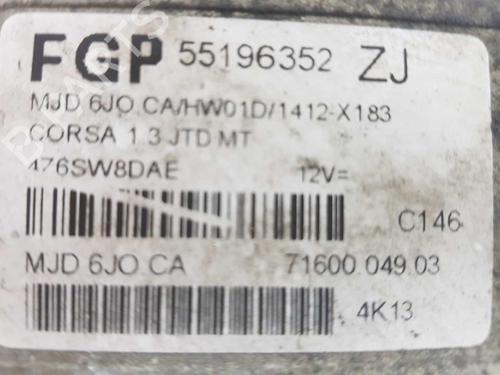 FGP 55196352 ZJ
MJD 6JO.CA/HW01D/1412-X183
CORSA 1.3 JTD MT
476SW8DAE 12V=
C146
MJD 6JO.CA 71600.049.03
4K13
B-PARTS